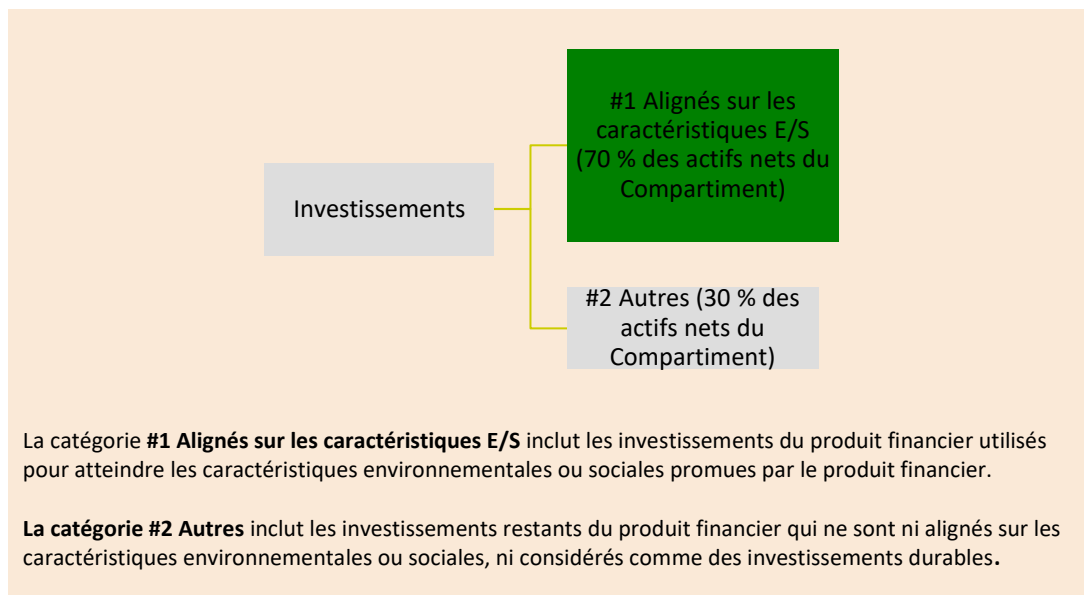 #1 Alignés sur les
caractéristiques E/S
(70 % des actifs nets du
Compartiment)
Investissements
#2 Autres (30 % des
actifs nets du
Compartiment)
La catégorie #1 Alignés sur les caractéristiques E/S inclut les investissements du produit financier utilisés
pour atteindre les caractéristiques environnementales ou sociales promues par le produit financier.
La catégorie #2 Autres inclut les investissements restants du produit financier qui ne sont ni alignés sur les
caractéristiques environnementales ou sociales, ni considérés comme des investissements durables.